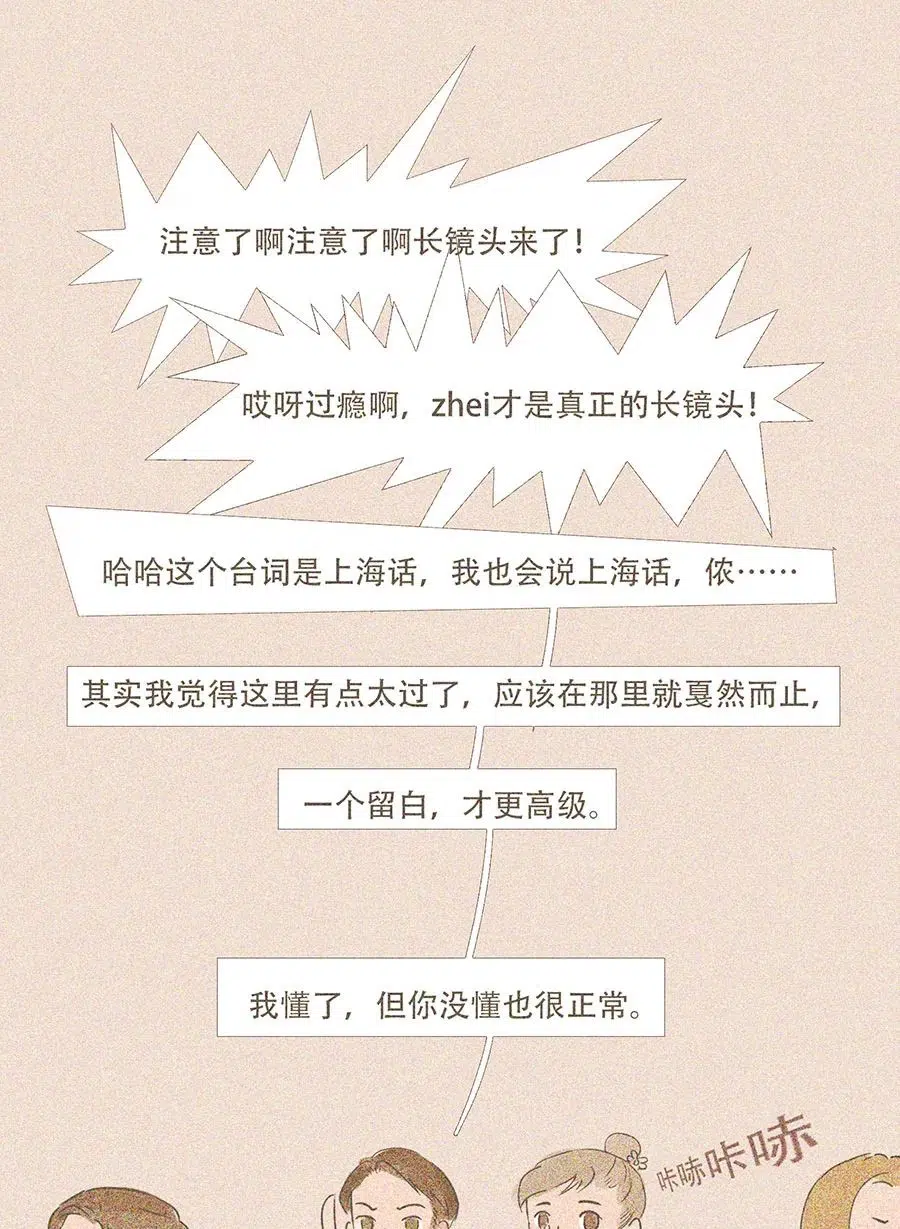 注意了啊注意了啊长镜头来了!
哎呀过瘾啊，zhei才是真正的长镜头!
哈哈这个台词是上海话，我也会说上海话，侬……
其实我觉得这里有点太过了，应该在那里就戛然而止，
一个留白，才更高级。
我懂了，但你没懂也很正常。
咔哧咔哧